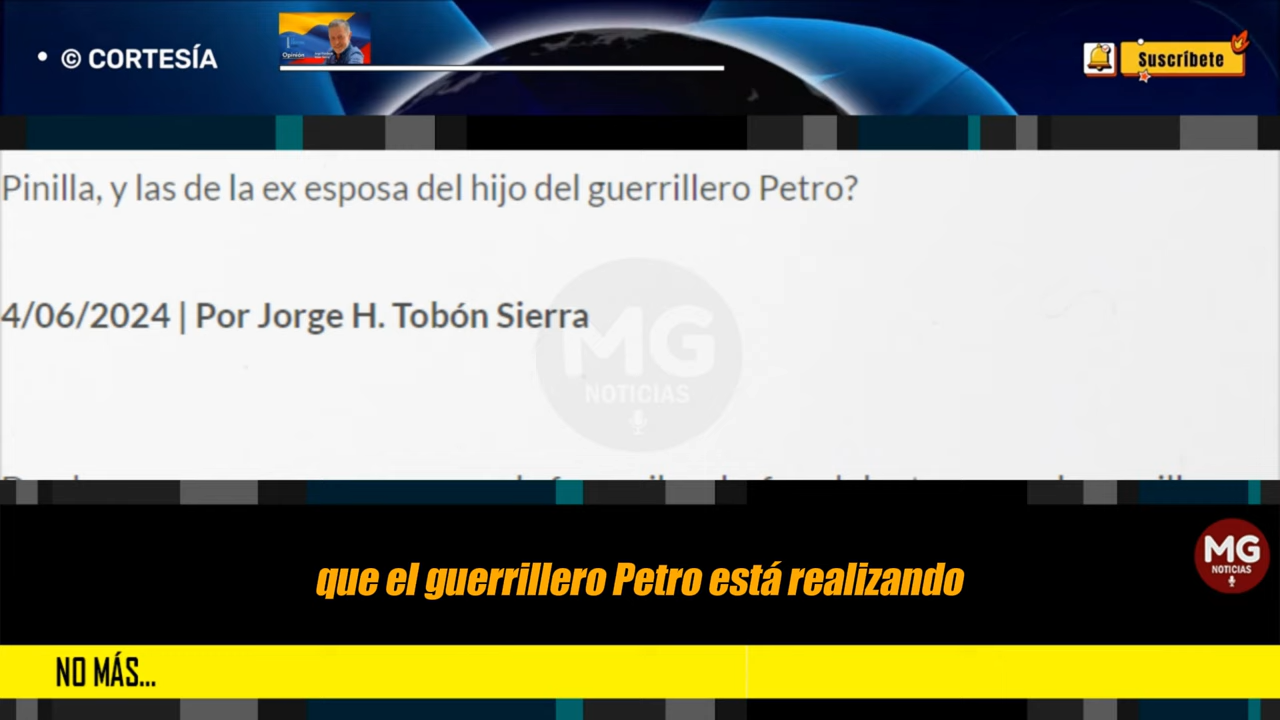 • © CORTESÍA
Opinión
Suscríbete
Pinilla, y las de la ex esposa del hijo del guerrillero Petro?
4/06/2024 | Por Jorge H. Tobón Sierra
MG
NOTICIAS
que el guerrillero Petro está realizando
MG
NOTICIAS
NO MÁS...